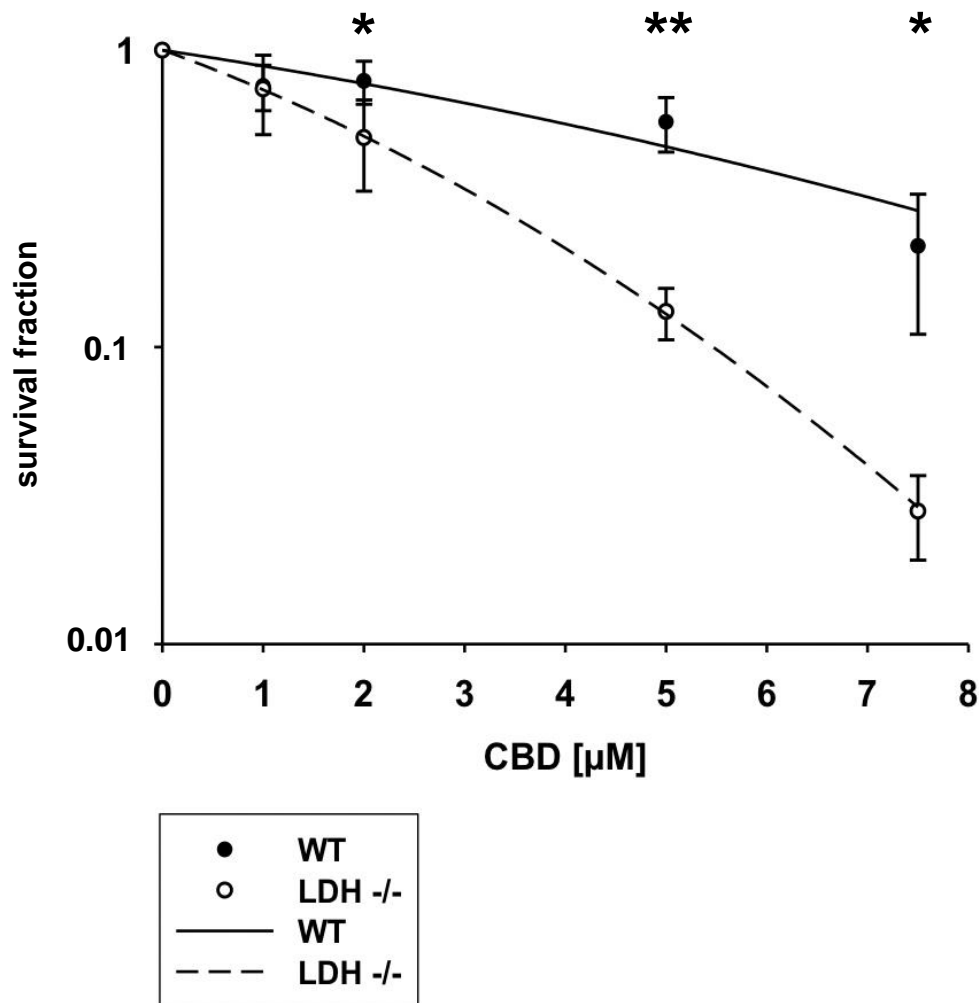 * ** *
1
0.1
0.01
survival fraction
0 1 2 3 4 5 6 7 8
CBD [µM]
WT
LDH -/-
WT
LDH -/-